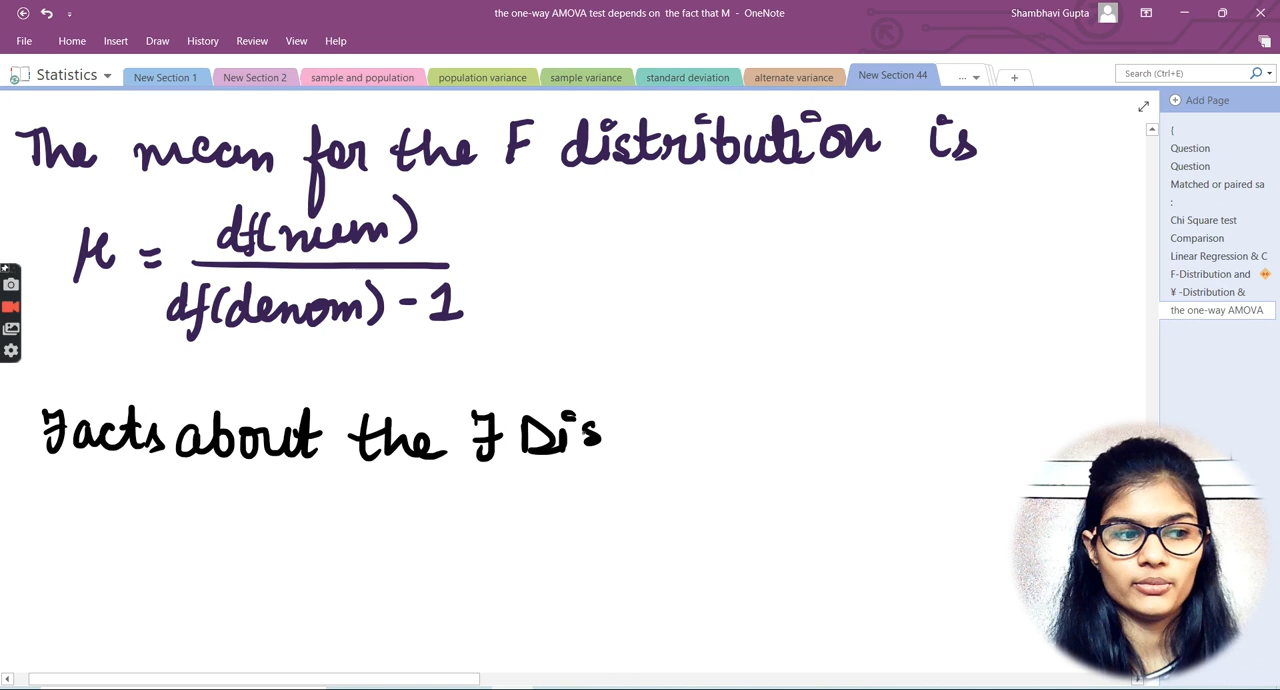 the one-way AMOVA test depends on the fact that M - OneNote
Shambhavi Gupta
File Home Insert Draw History Review View Help
Statistics New Section 1 New Section 2 sample and population population variance sample variance standard deviation alternate variance New Section 44 ... + Search (Ctrl+E)
Add Page
The mean for the F distribution is
μ = df(num)
df(denom) - 1
Facts about the F Dis
{
Question
Question
Matched or paired sa
:
Chi Square test
Comparison
Linear Regression & C
F-Distribution and
¥ -Distribution &
the one-way AMOVA